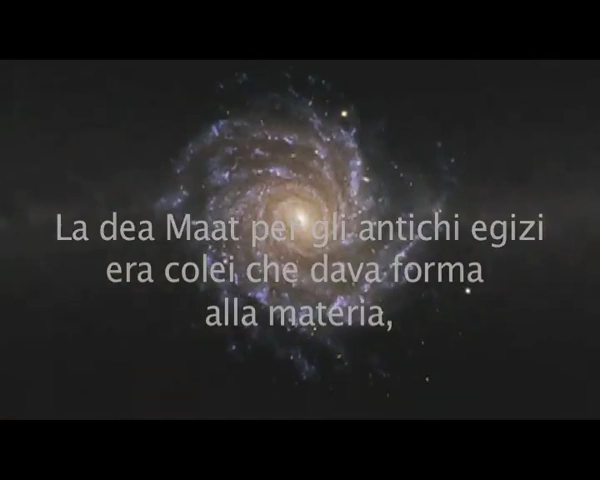 La dea Maat per gli antichi egizi
era colei che dava forma
alla materia,